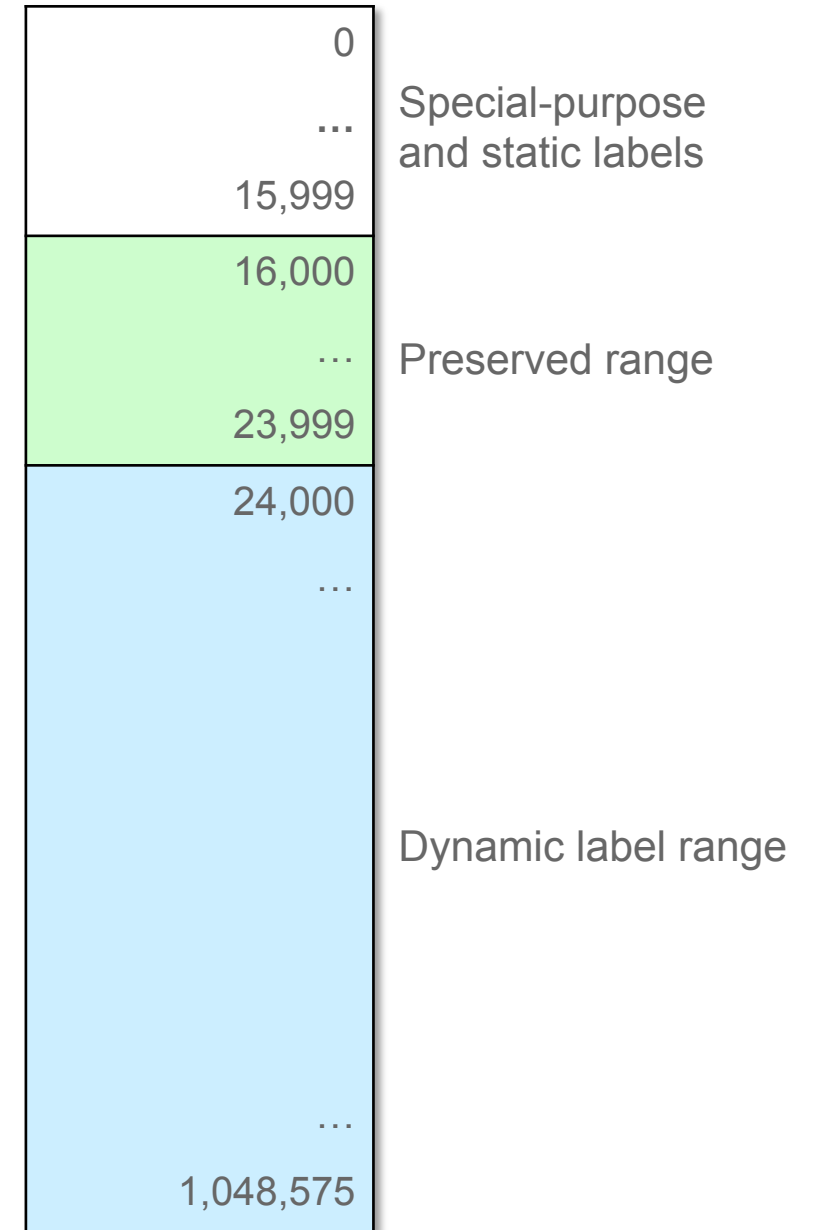 0
...
15,999
Special-purpose
and static labels
16,000
...
23,999
Preserved range
24,000
...
Dynamic label range
...
1,048,575